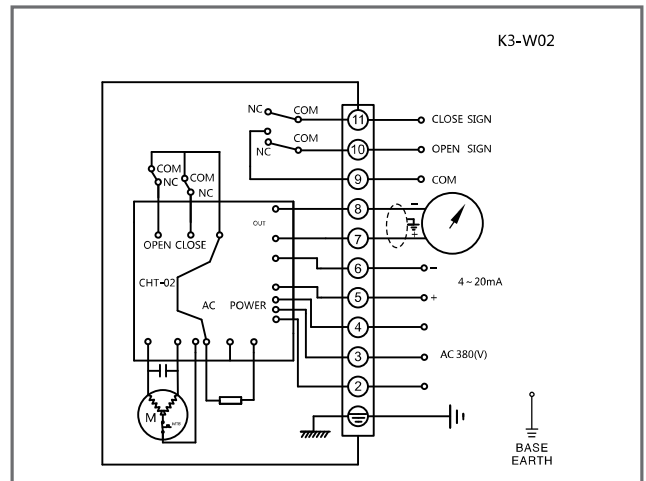 K3-W02
NC COM
11 CLOSE SIGN
COM
10 OPEN SIGN
NC
9 COM
COM
NC
COM
NC
8 -
OUT
7 +
OPEN CLOSE
6 -
4~20mA
CHT-02
5 +
AC POWER
4
3 AC 380(V)
2
M
MTB
BASE
EARTH